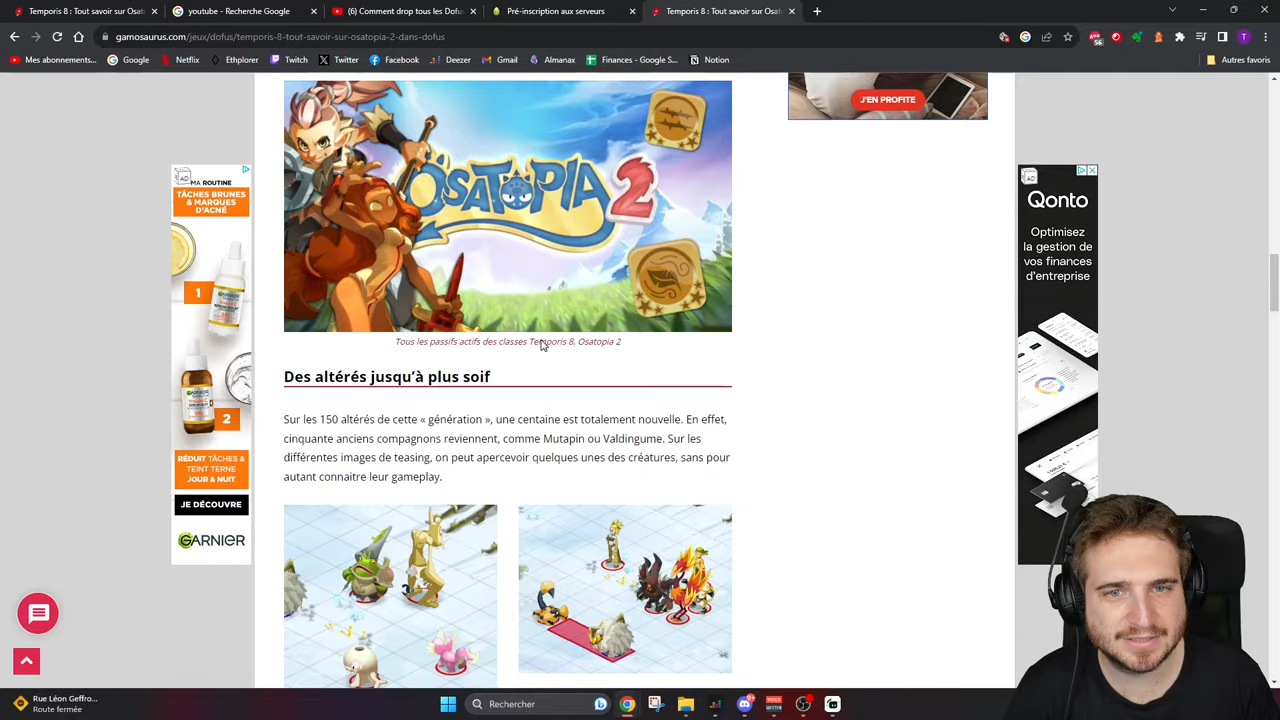 Temporis 8 : Tout savoir sur Osat
youtube - Recherche Google
(6) Comment drop tous les Dofus
Pré-inscription aux serveurs
Temporis 8 : Tout savoir sur Osat
gamosaurus.com/jeux/dofus/temporis-8-tout-savoir-sur-osatopia-2-dans-dofus
56
T
Mes abonnements...
Google
Netflix
Ethplorer
Twitch
Twitter
Facebook
Deezer
Gmail
Almanax
Finances - Google S...
Notion
Autres favoris
J'EN PROFITE
OSATOPIA 2
Tous les passifs actifs des classes Temporis 8, Osatopia 2
Des altérés jusqu'à plus soif
Sur les 150 altérés de cette « génération », une centaine est totalement nouvelle. En effet,
cinquante anciens compagnons reviennent, comme Mutapin ou Valdingume. Sur les
différentes images de teasing, on peut apercevoir quelques unes des créatures, sans pour
autant connaitre leur gameplay.
AD
MA ROUTINE
TÂCHES BRUNES
& MARQUES
D'ACNÉ
1
2
RÉDUIT TÂCHES &
TEINT TERNE
JOUR & NUIT
JE DÉCOUVRE
GARNIER
AD
Qonto
Optimisez
la gestion de
vos finances
d'entreprise
Rue Léon Geffro...
Route fermée
Rechercher